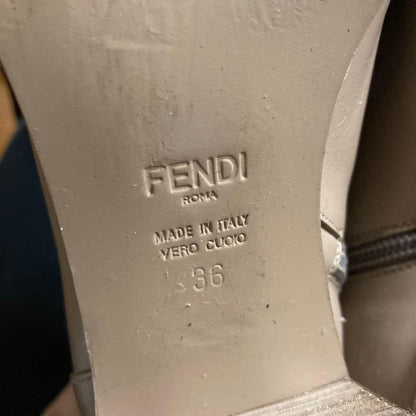 FENDI
ROMA
MADE IN ITALY
VERO CUOIO
36